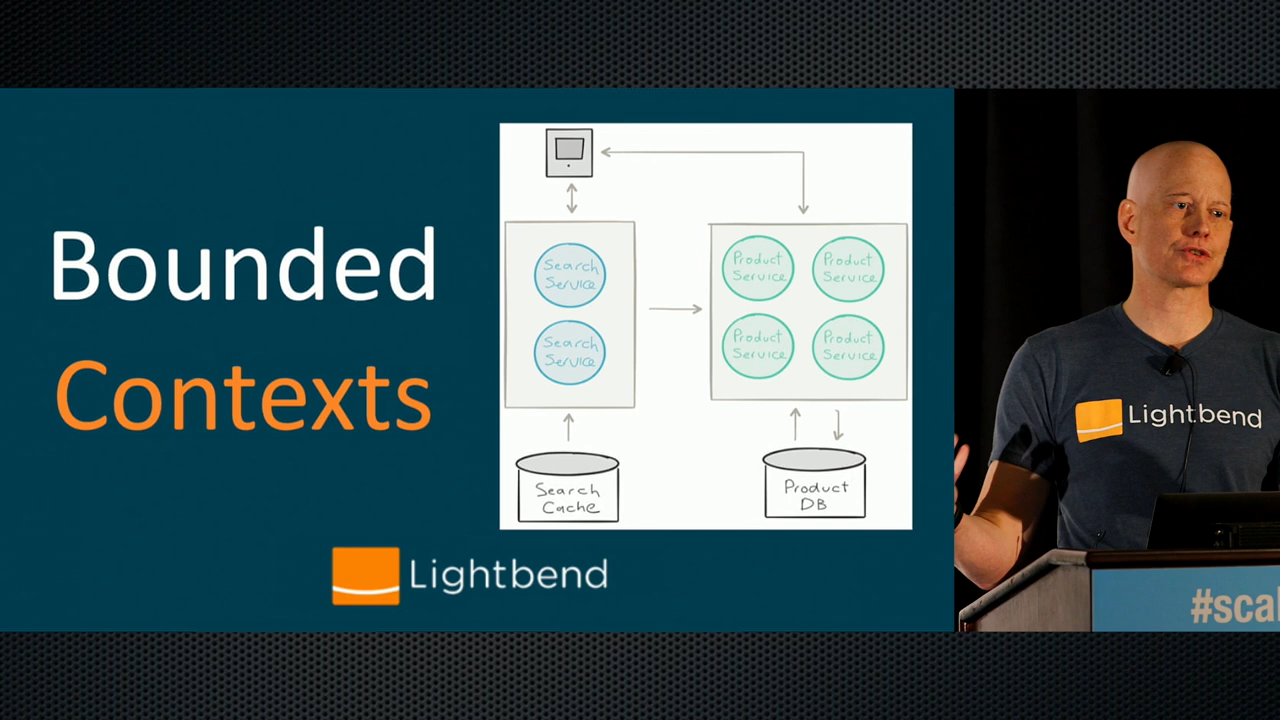 Bounded
Contexts
Search
Service
Search
Service
Product
Service
Product
Service
Product
Service
Product
Service
Search
Cache
Product
DB
Lightbend
Lightbend
#scal